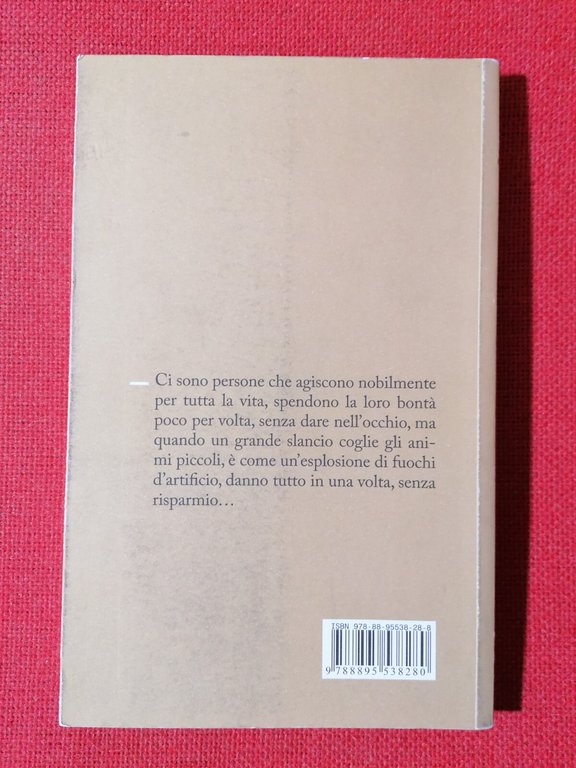 Ci sono persone che agiscono nobilmente
per tutta la vita, spendono la loro bontà
poco per volta, senza dare nell'occhio, ma
quando un grande slancio coglie gli ani-
mi piccoli, è come un'esplosione di fuochi
d'artificio, danno tutto in una volta, senza
risparmio…
ISBN 978-88-95538-28-8
9 788895 538280